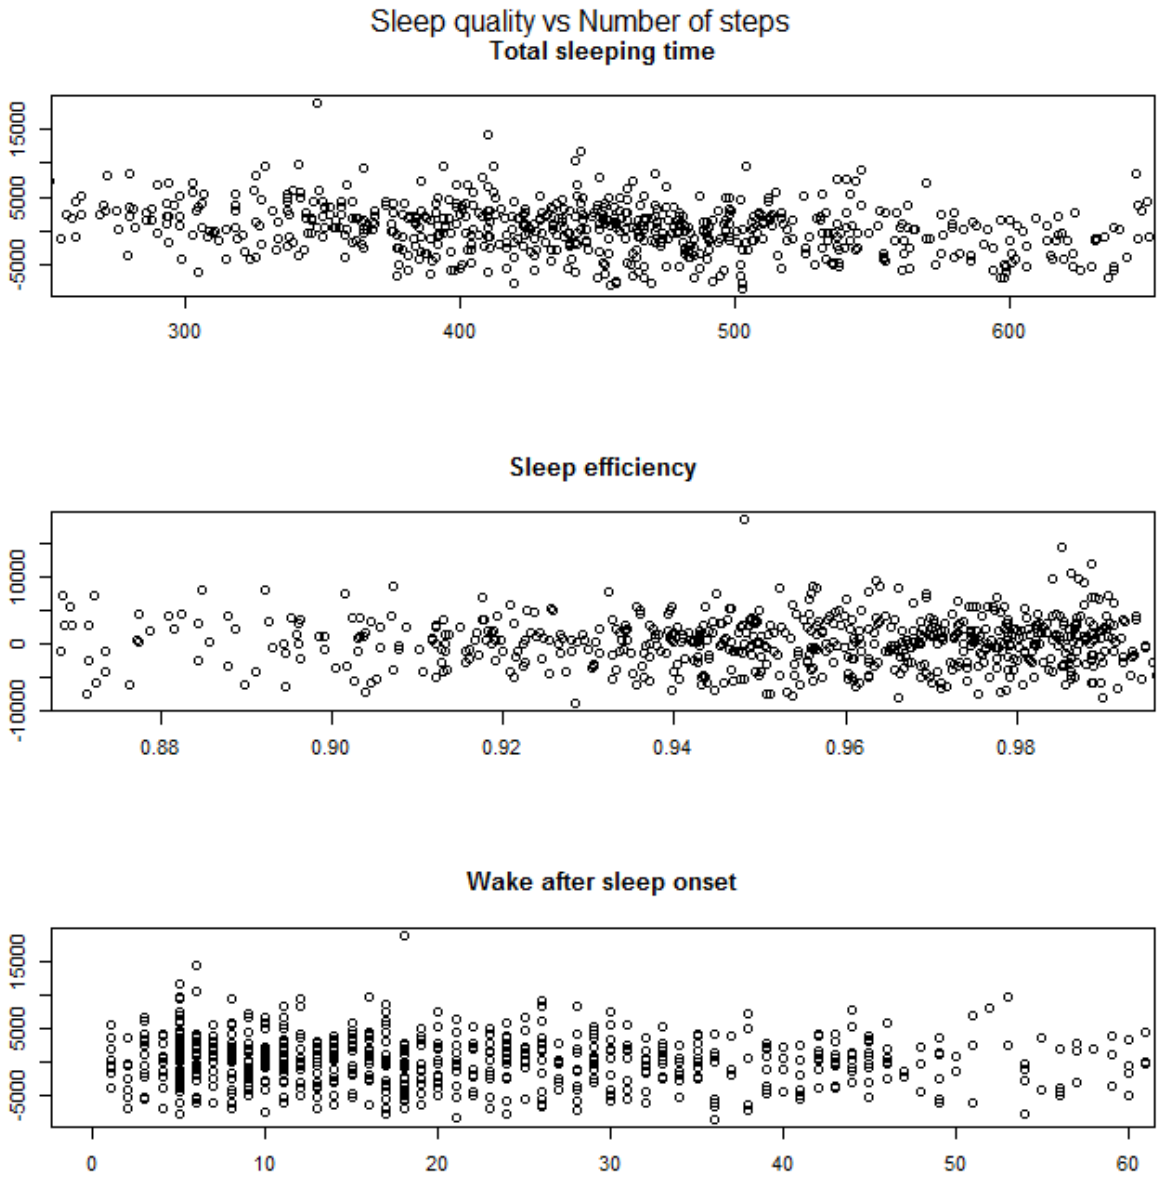 Sleep quality vs Number of steps
Total sleeping time
15000
5000
-5000
300 400 500 600
Sleep efficiency
10000
0
-10000
0.88 0.90 0.92 0.94 0.96 0.98
Wake after sleep onset
15000
5000
-5000
0 10 20 30 40 50 60